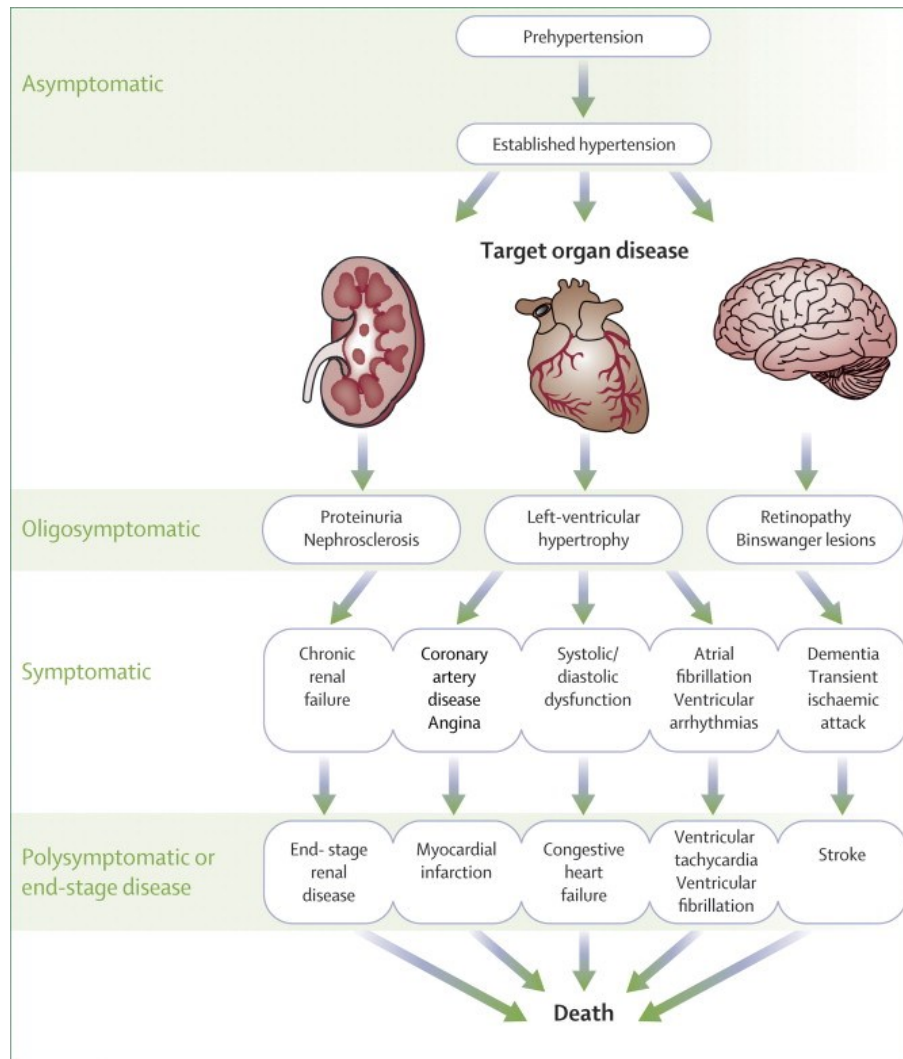 Asymptomatic
Prehypertension
Established hypertension
Target organ disease
Oligosymptomatic
Proteinuria
Nephrosclerosis
Left-ventricular
hypertrophy
Retinopathy
Binswanger lesions
Symptomatic
Chronic
renal
failure
Coronary
artery
disease
Angina
Systolic/
diastolic
dysfunction
Atrial
fibrillation
Ventricular
arrhythmias
Dementia
Transient
ischaemic
attack
Polysymptomatic or
end-stage disease
End- stage
renal
disease
Myocardial
infarction
Congestive
heart
failure
Ventricular
tachycardia
Ventricular
fibrillation
Stroke
Death